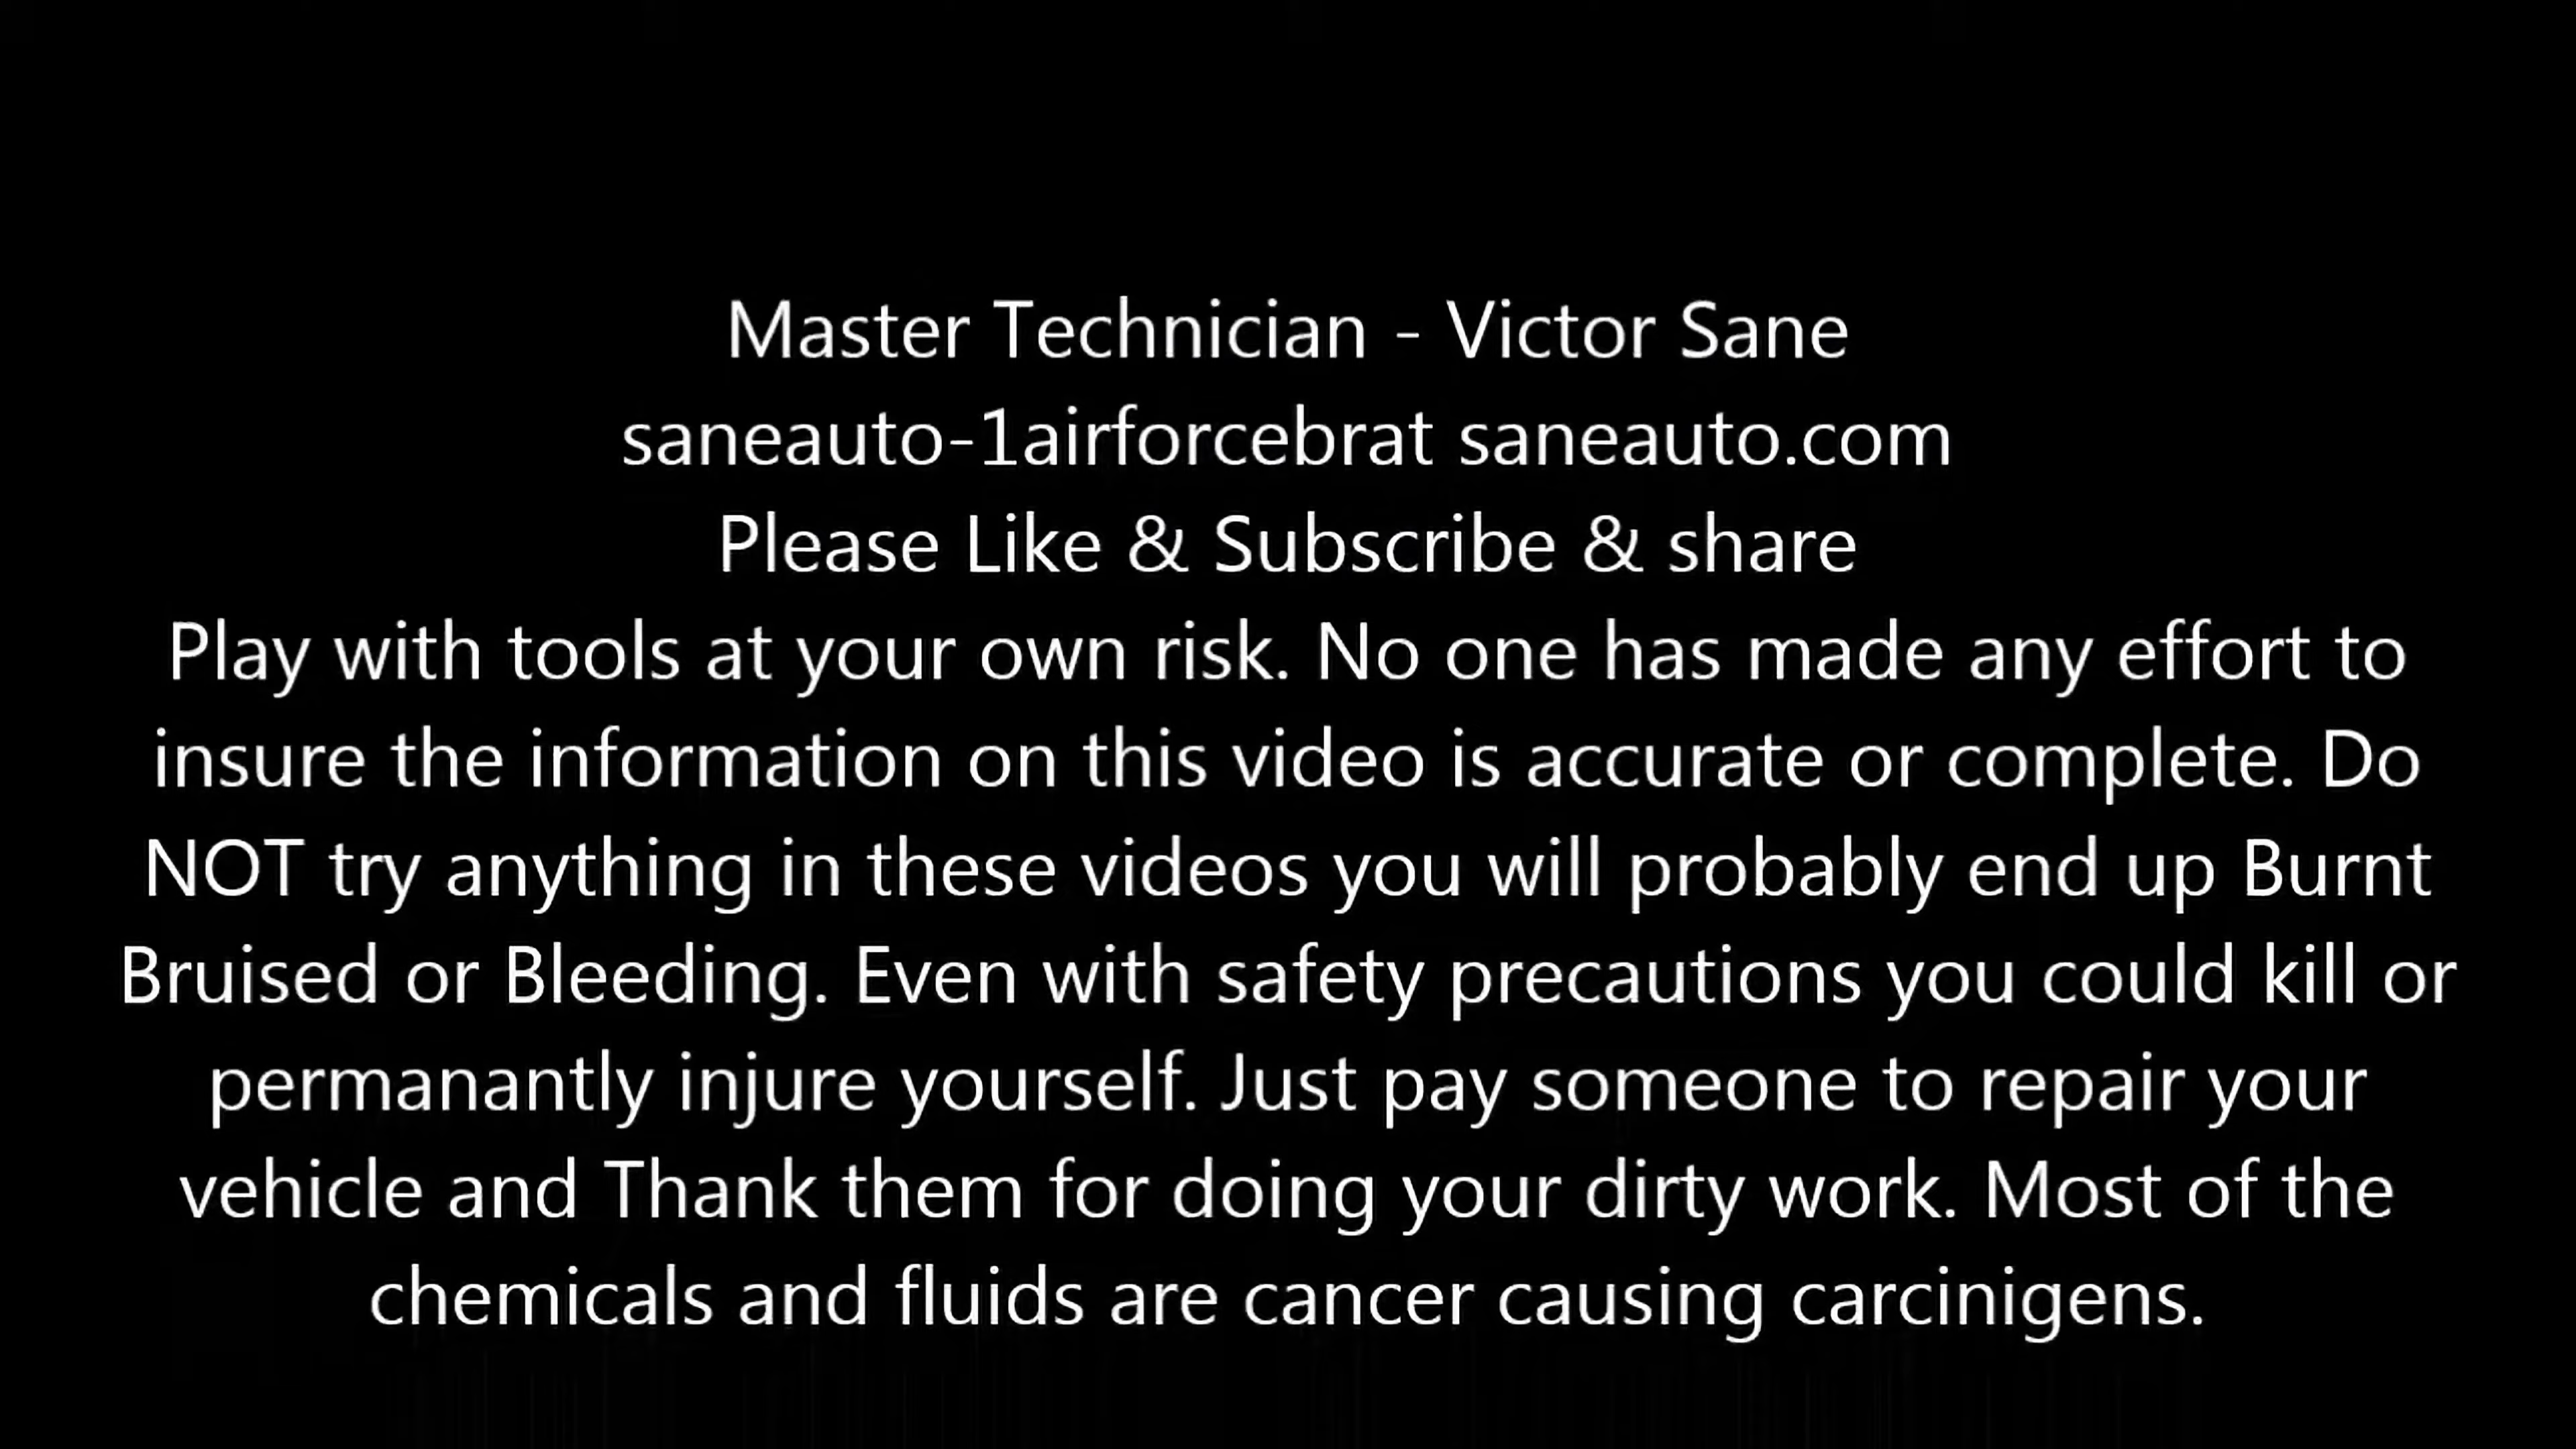 Master Technician - Victor Sane
saneauto-1airforcebrat saneauto.com
Please Like & Subscribe & share
Play with tools at your own risk. No one has made any effort to
insure the information on this video is accurate or complete. Do
NOT try anything in these videos you will probably end up Burnt
Bruised or Bleeding. Even with safety precautions you could kill or
permanantly injure yourself. Just pay someone to repair your
vehicle and Thank them for doing your dirty work. Most of the
chemicals and fluids are cancer causing carcinigens.